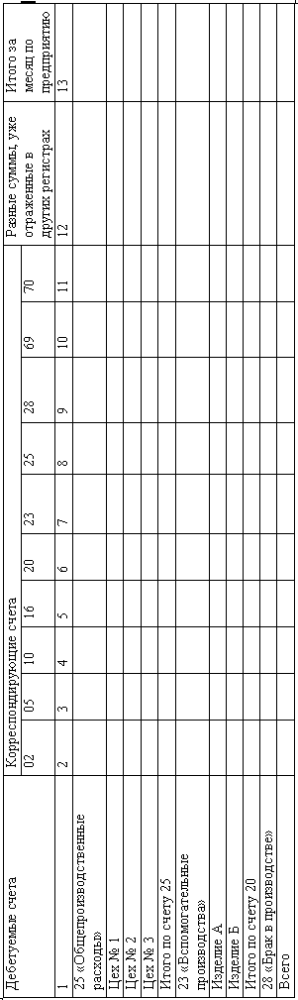 Дебетуемые счета Корреспондирующие счета Разные суммы, уже отраженные в других регистрах Итого за месяц по предприятию
02 05 10 16 20 23 25 28 69 70
1 2 3 4 5 6 7 8 9 10 11 12 13
25 «Общепроизводственные
расходы»
Цех № 1
Цех № 2
Цех № 3
Итого по счету 25
23 «Вспомогательные
производства»
Изделие А
Изделие Б
Итого по счету 20
28 «Брак в производстве»
Всего